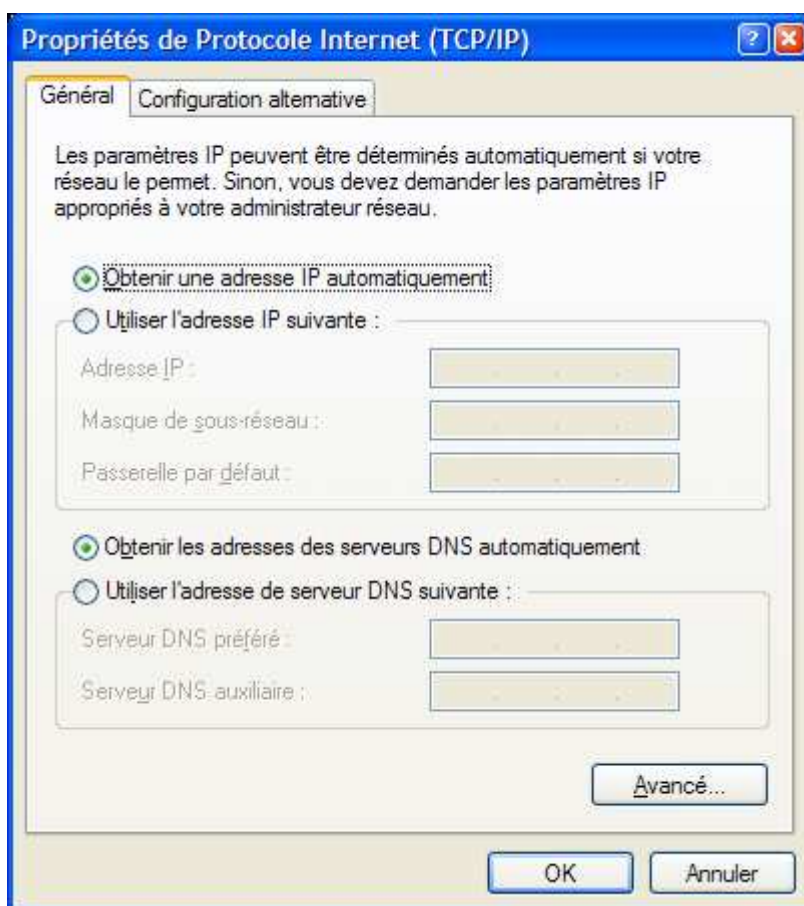 Propriétés de Protocole Internet (TCP/IP)
Général
Configuration alternative
Les paramètres IP peuvent être déterminés automatiquement si votre
réseau le permet. Sinon, vous devez demander les paramètres IP
appropriés à votre administrateur réseau.
Obtenir une adresse IP automatiquement
Utiliser l'adresse IP suivante :
Adresse IP :
Masque de sous-réseau :
Passerelle par défaut :
Obtenir les adresses des serveurs DNS automatiquement
Utiliser l'adresse de serveur DNS suivante :
Serveur DNS préféré :
Serveur DNS auxiliaire :
Avancé...
OK
Annuler